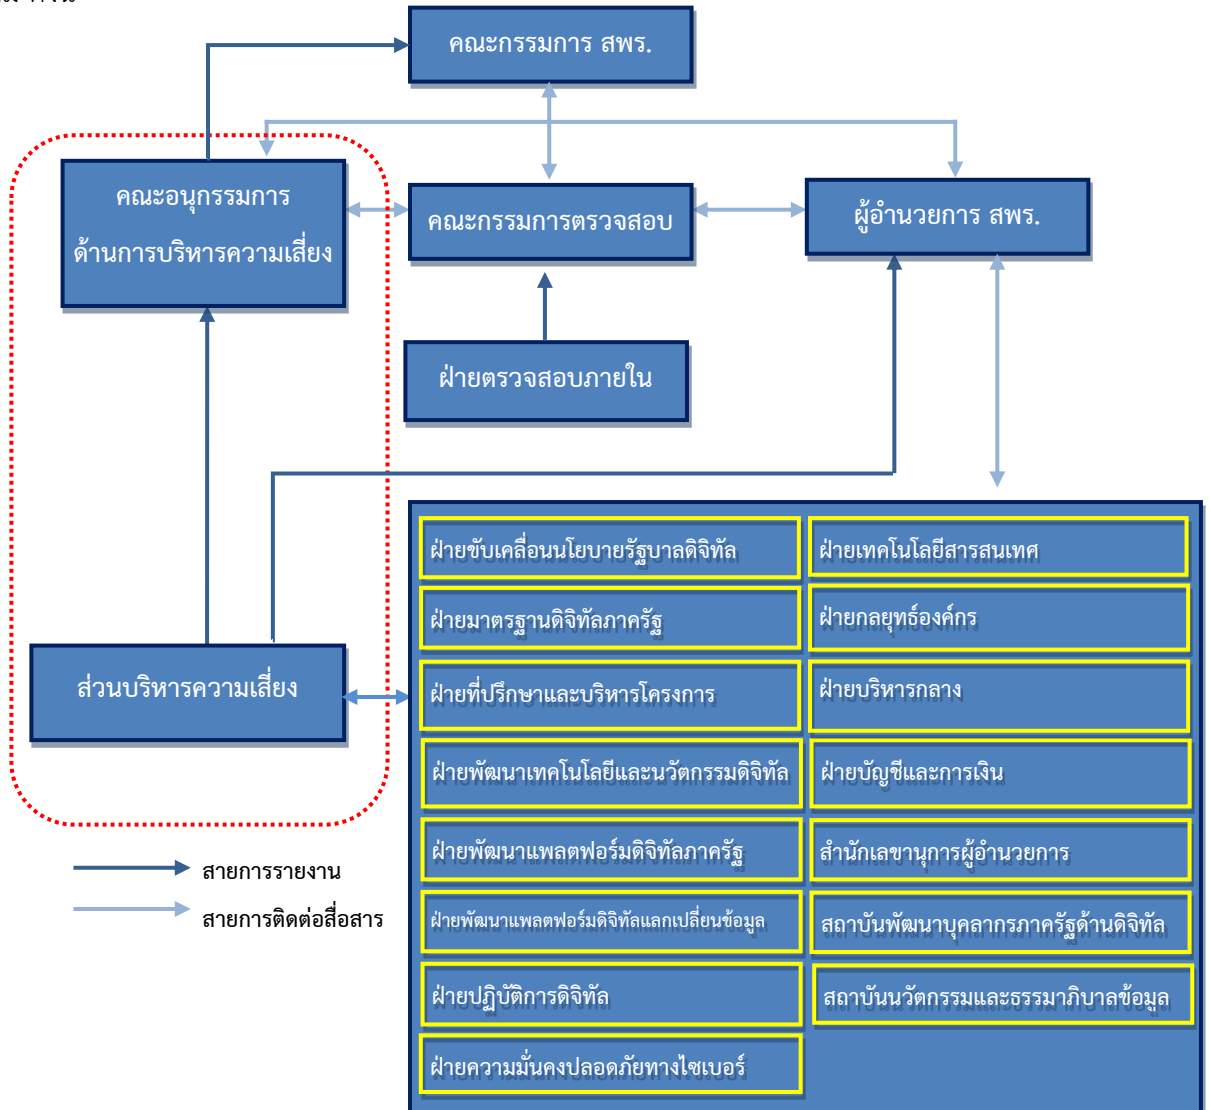 คณะกรรมการ สพร.
คณะอนุกรรมการ
ด้านการบริหารความเสี่ยง
คณะกรรมการตรวจสอบ
ผู้อำนวยการ สพร.
ฝ่ายตรวจสอบภายใน
ส่วนบริหารความเสี่ยง
ฝ่ายขับเคลื่อนนโยบายรัฐบาลดิจิทัล
ฝ่ายมาตรฐานดิจิทัลภาครัฐ
ฝ่ายที่ปรึกษาและบริหารโครงการ
ฝ่ายพัฒนาเทคโนโลยีและนวัตกรรมดิจิทัล
ฝ่ายพัฒนาแพลตฟอร์มดิจิทัลภาครัฐ
ฝ่ายพัฒนาแพลตฟอร์มดิจิทัลแลกเปลี่ยนข้อมูล
ฝ่ายปฏิบัติการดิจิทัล
ฝ่ายความมั่นคงปลอดภัยทางไซเบอร์
ฝ่ายเทคโนโลยีสารสนเทศ
ฝ่ายกลยุทธ์องค์กร
ฝ่ายบริหารกลาง
ฝ่ายบัญชีและการเงิน
สำนักเลขานุการผู้อำนวยการ
สถาบันพัฒนาบุคลากรภาครัฐด้านดิจิทัล
สถาบันนวัตกรรมและธรรมาภิบาลข้อมูล
สายการรายงาน
สายการติดต่อสื่อสาร